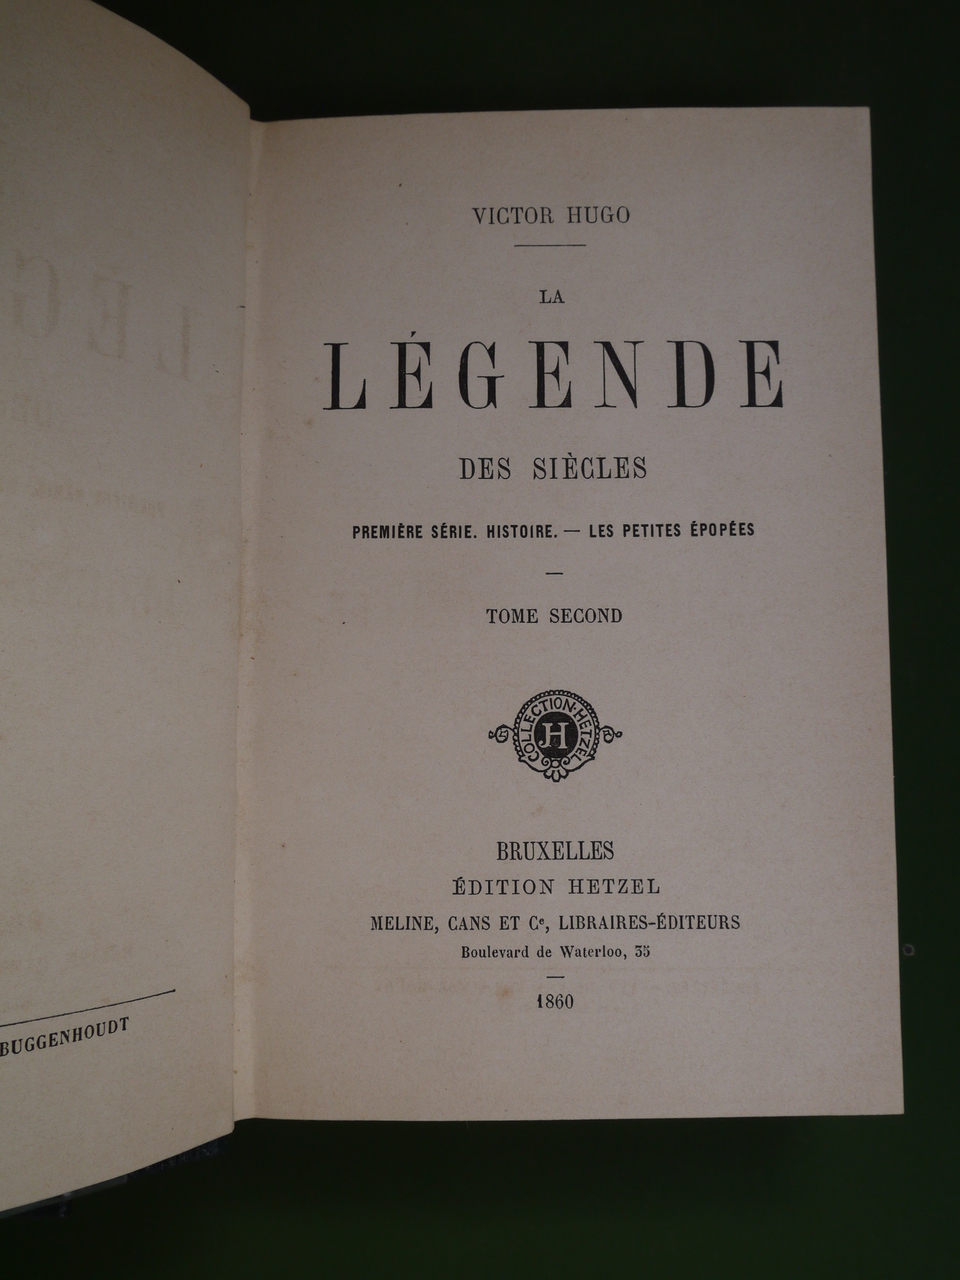 VICTOR HUGO
LA
LÉGENDE
DES SIÈCLES
PREMIÈRE SÉRIE. HISTOIRE. — LES PETITES ÉPOPÉES
TOME SECOND
COLLECTION·HETZEL
H
BRUXELLES
ÉDITION HETZEL
MELINE, CANS ET Cᵉ, LIBRAIRES-ÉDITEURS
Boulevard de Waterloo, 35
1860
BUGGENHOUDT